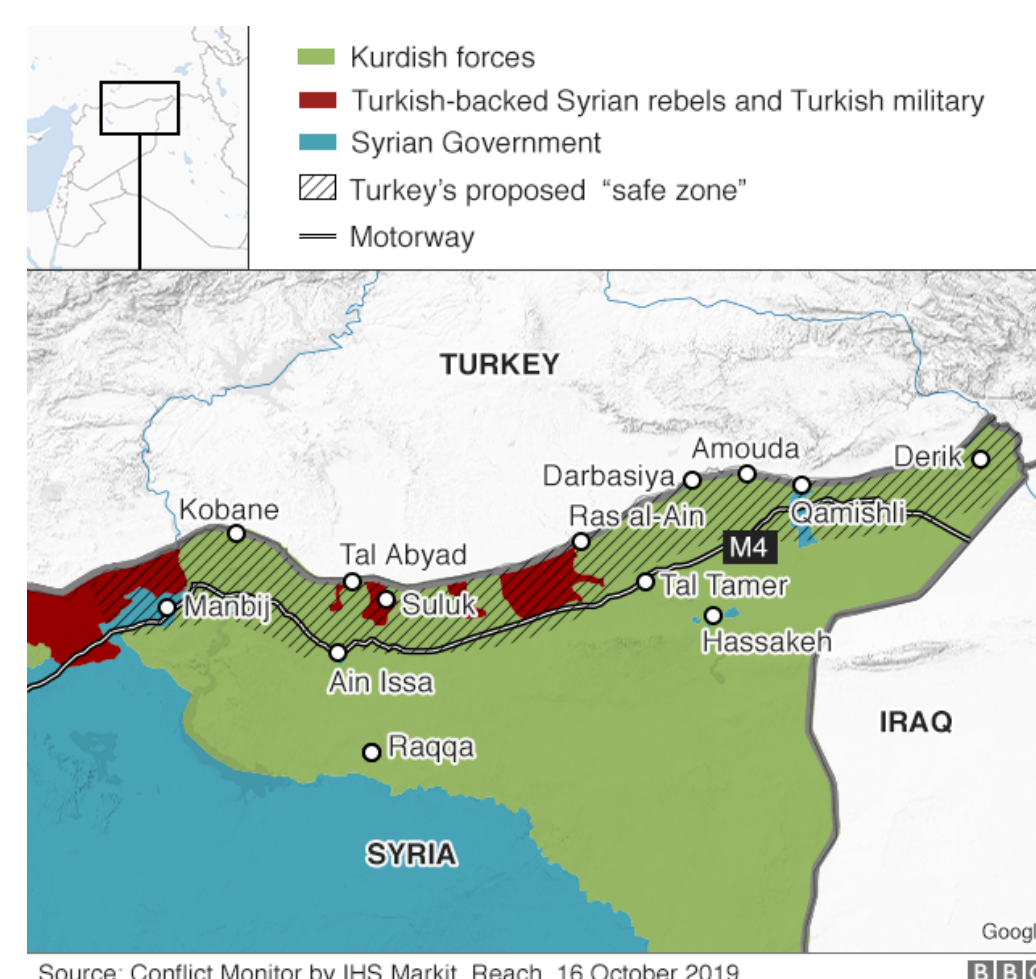 Kurdish forces
Turkish-backed Syrian rebels and Turkish military
Syrian Government
Turkey's proposed “safe zone”
Motorway
TURKEY
Amouda
Derik
Darbasiya
Kobane
Ras al-Ain
Qamishli
M4
Tal Abyad
Tal Tamer
Manbij
Suluk
Hassakeh
Ain Issa
IRAQ
Raqqa
SYRIA
Googl
Source: Conflict Monitor by IHS Markit, Reach, 16 October 2019
BBC